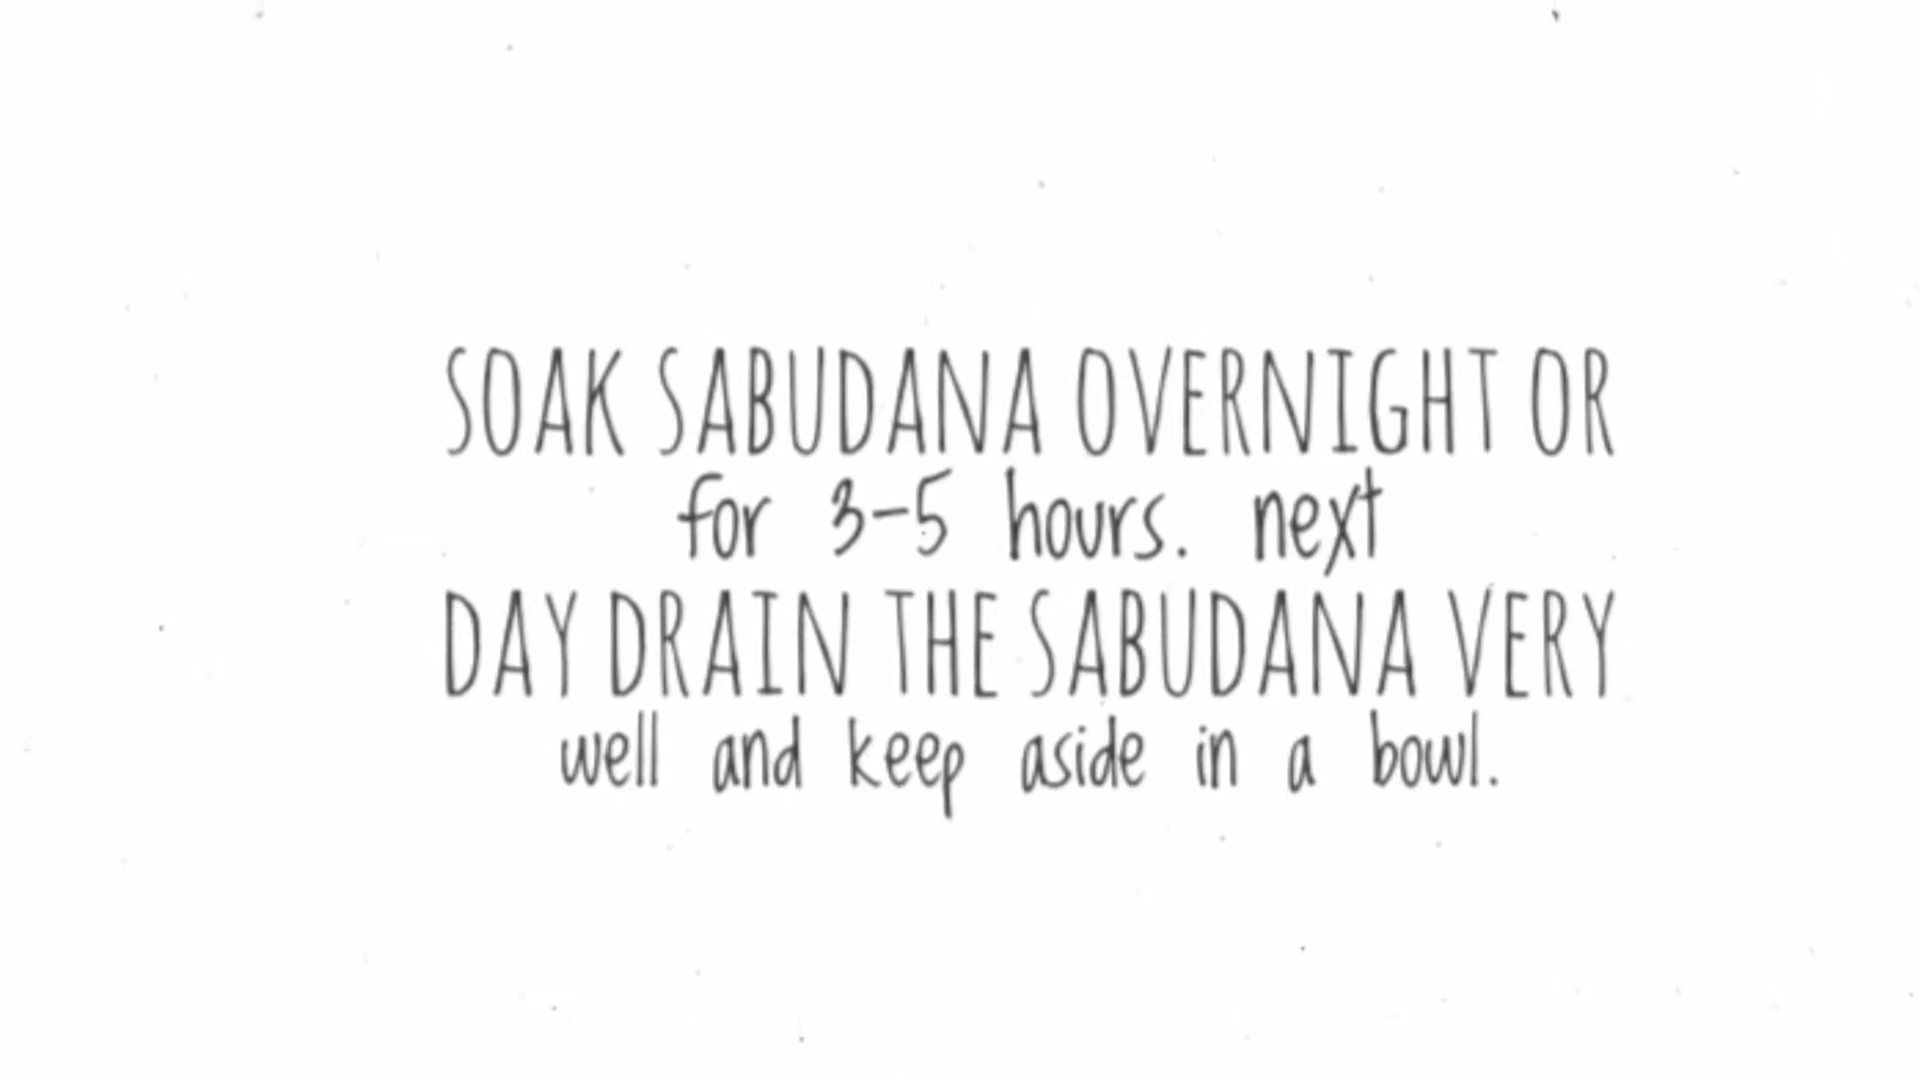 SOAK SABUDANA OVERNIGHT OR
for 3-5 hours. next
DAY DRAIN THE SABUDANA VERY
well and keep aside in a bowl.